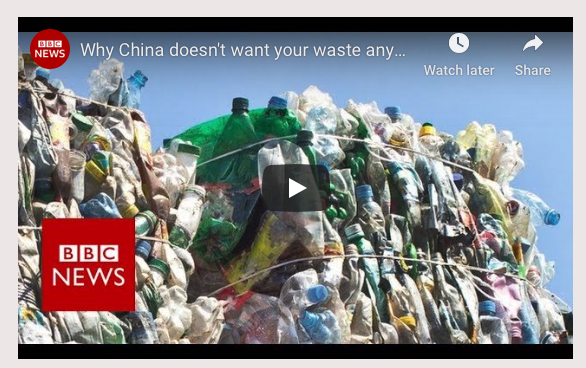 BBC
NEWS
Why China doesn't want your waste any...
Watch later
Share
BBC
NEWS